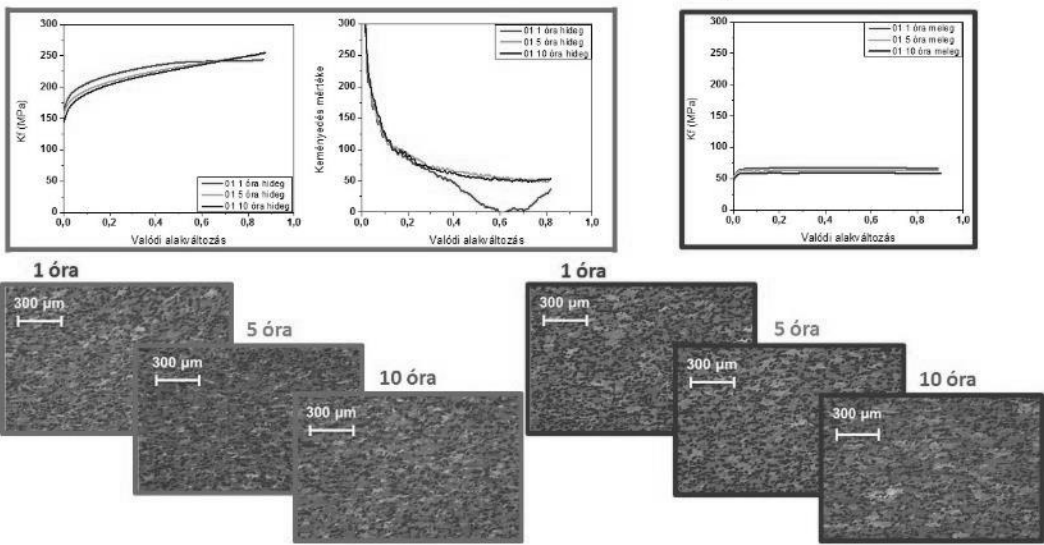 300
250
200
150
100
50
0
Kf (MPa)
01 1 óra hideg
01 5 óra hideg
01 10 óra hideg
0,0 0,2 0,4 0,6 0,8 1,0
Valódi alakváltozás
300
250
200
150
100
50
0
Keményedés mértéke
01 1 óra hideg
01 5 óra hideg
01 10 óra hideg
0,0 0,2 0,4 0,6 0,8 1,0
Valódi alakváltozás
300
250
200
150
100
50
0
Kf (MPa)
01 1 óra meleg
01 5 óra meleg
01 10 óra meleg
0,0 0,2 0,4 0,6 0,8 1,0
Valódi alakváltozás
1 óra
300 µm
5 óra
300 µm
10 óra
300 µm
1 óra
300 µm
5 óra
300 µm
10 óra
300 µm